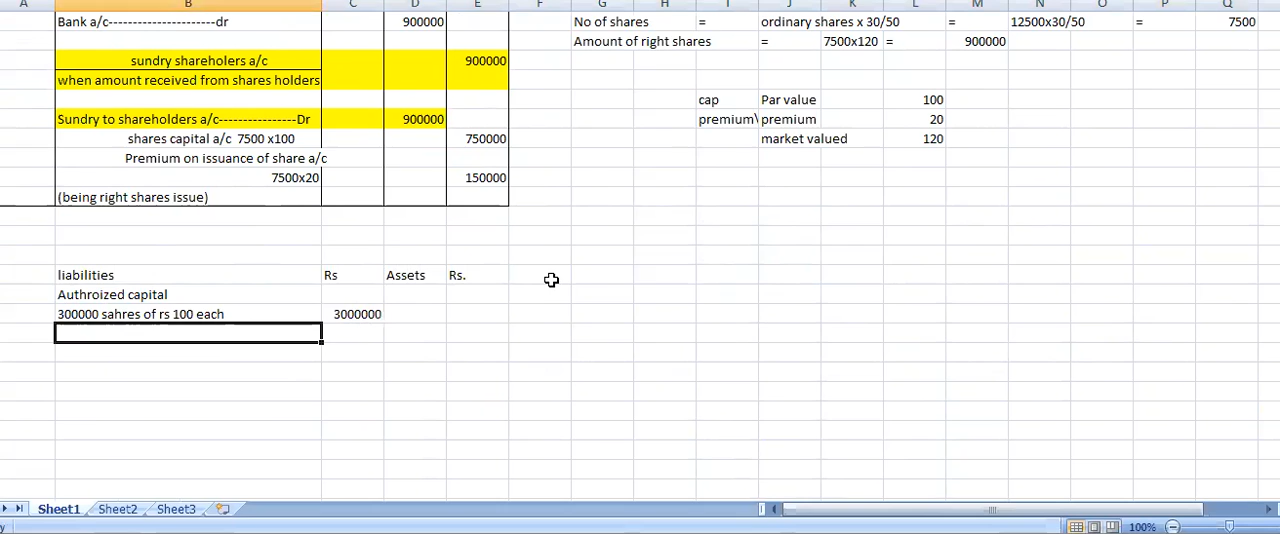 A B C D E F G H I J K L M N O P Q
Bank a/c----------------------dr 900000 No of shares = ordinary shares x 30/50 = 12500x30/50 = 7500
Amount of right shares = 7500x120 = 900000
sundry shareholers a/c 900000
when amount received from shares holders
cap Par value 100
Sundry to shareholders a/c----------------Dr 900000 premium\ premium 20
shares capital a/c 7500 x100 750000 market valued 120
Premium on issuance of share a/c
7500x20 150000
(being right shares issue)
liabilities Rs Assets Rs.
Authroized capital
300000 sahres of rs 100 each 3000000
Sheet1 Sheet2 Sheet3
y 100%